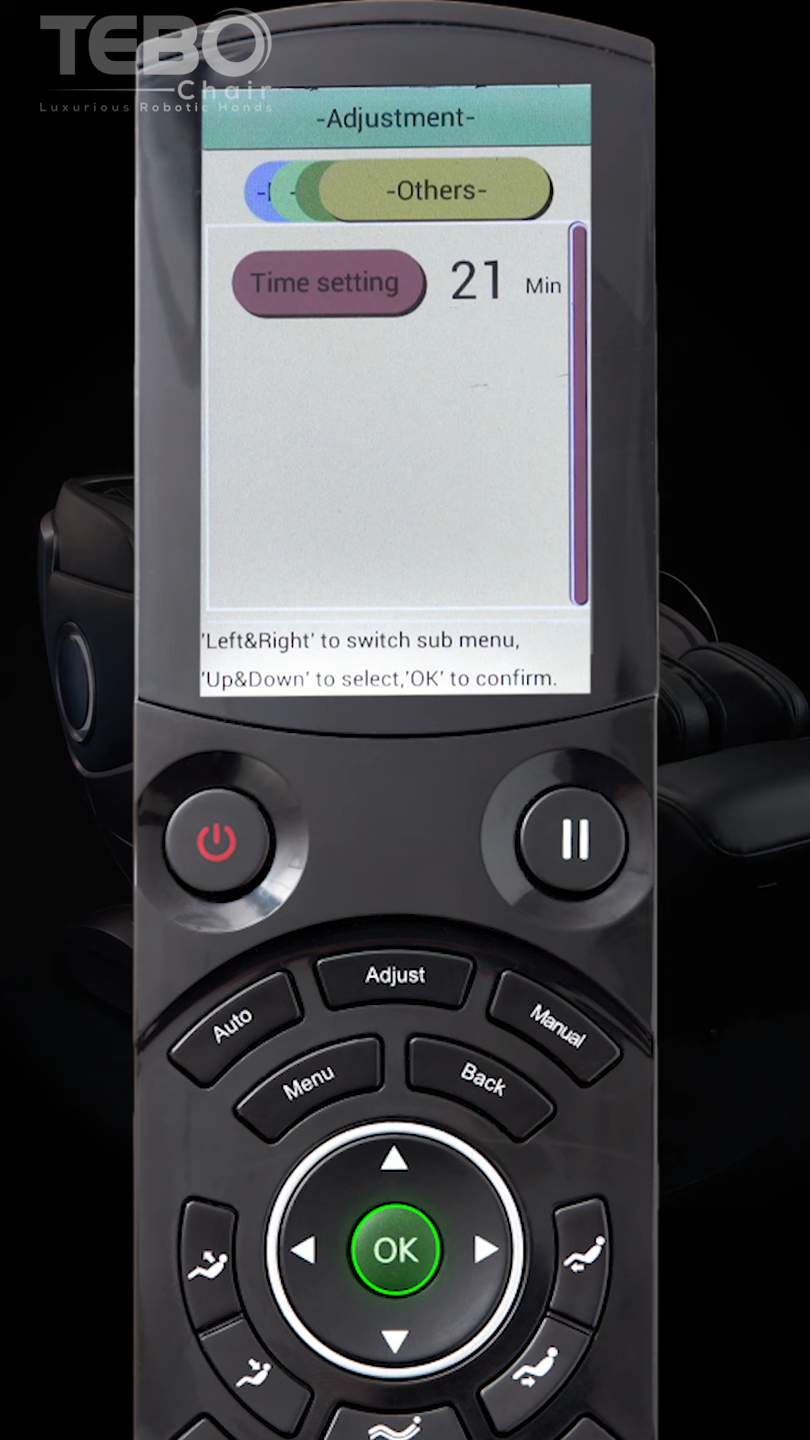 TEBO
Chair
Luxurious Robotic Hands
-Adjustment-
-Others-
Time setting 21 Min
'Left&Right' to switch sub menu,
'Up&Down' to select,'OK' to confirm.
Adjust
Auto
Manual
Menu
Back
OK